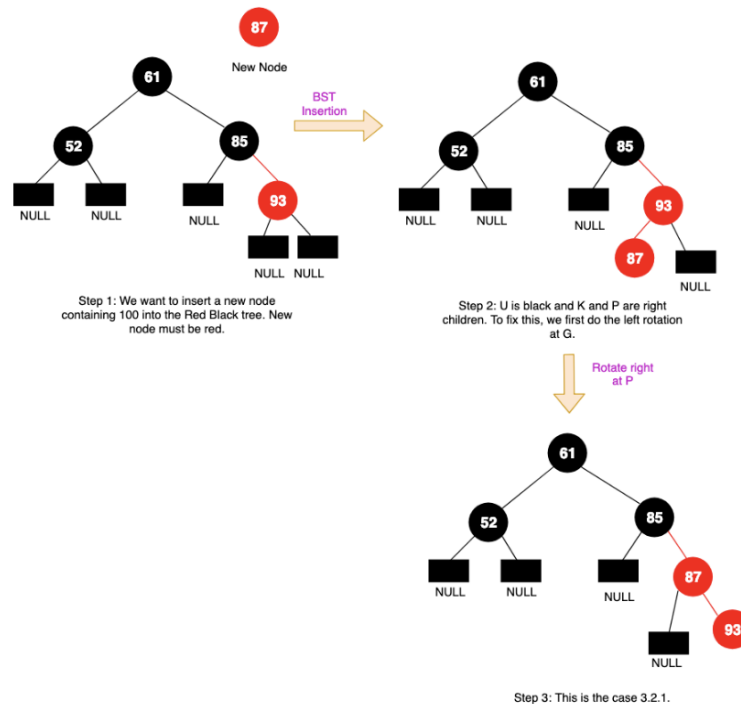 87
New Node
61
52
85
NULL
NULL
NULL
93
NULL NULL
Step 1: We want to insert a new node
containing 100 into the Red Black tree. New
node must be red.
BST
Insertion
61
52
85
NULL
NULL
NULL
93
87
NULL
Step 2: U is black and K and P are right
children. To fix this, we first do the left rotation
at G.
Rotate right
at P
61
52
85
NULL
NULL
NULL
87
93
NULL
Step 3: This is the case 3.2.1.